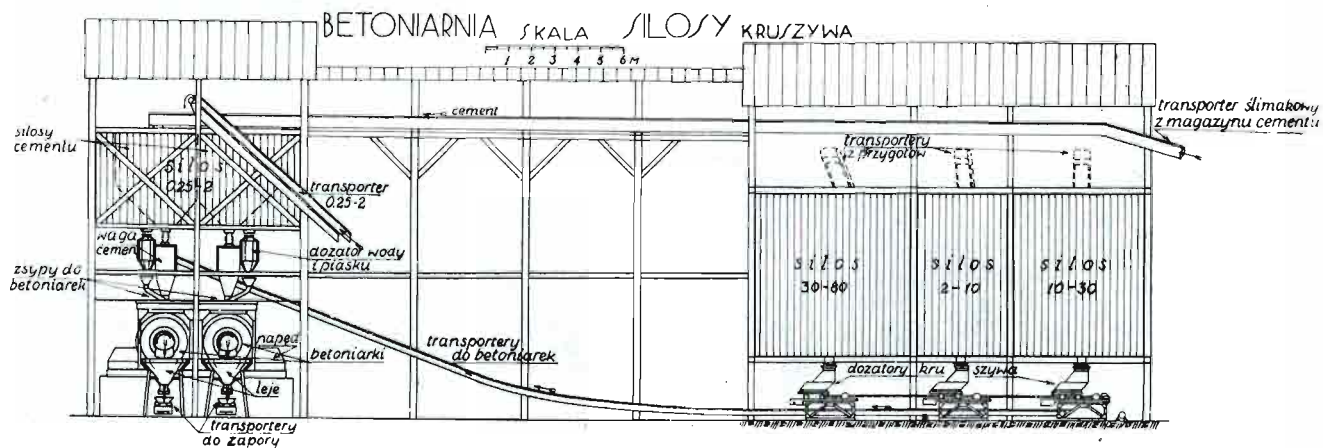 BETONIARNIA SKALA SILOSY KRUSZYWA
1 2 3 4 5 6 M
cement
transporter ślimakowy
z magazynu cementu
silosy
cementu
silos
0.25-2
transporter
0.25-2
transportery
z przygotow
waga
cemen
dozator wody
i piasku
zsypy do
betoniarek
silos
30-80
silos
2-10
silos
10-30
napęd
betoniarki
transportery
do betoniarek
leje
dozatory kru szywa
transportery
do zapory